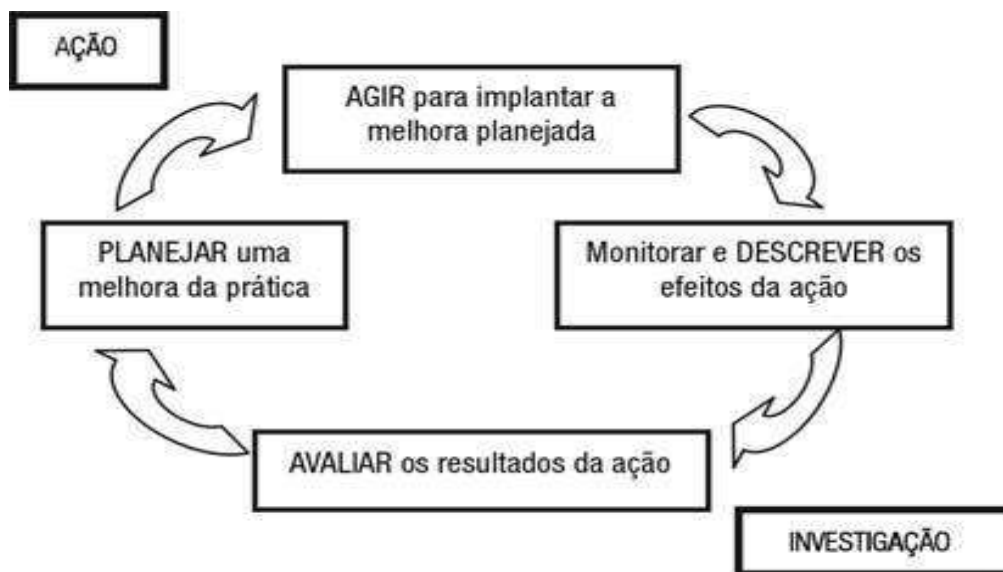 AÇÃO
AGIR para implantar a
melhora planejada
PLANEJAR uma
melhora da prática
Monitorar e DESCREVER os
efeitos da ação
AVALIAR os resultados da ação
INVESTIGAÇÃO